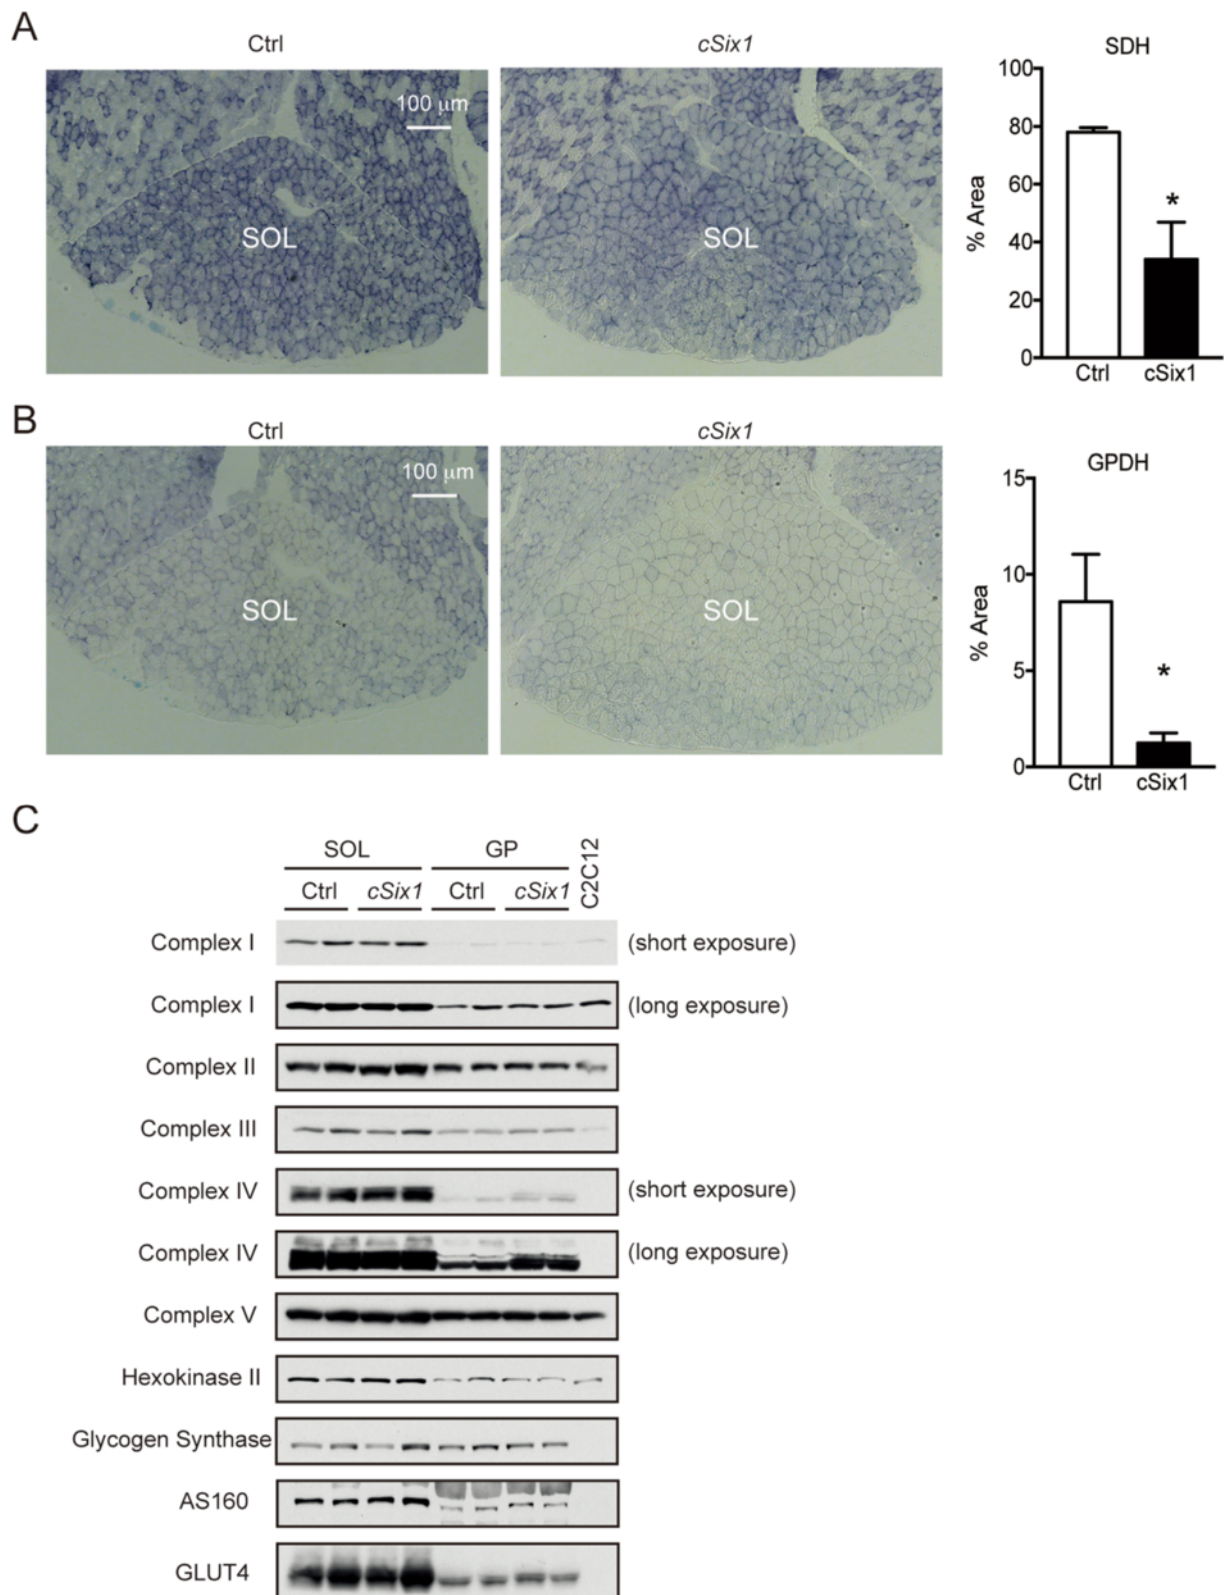 A
Ctrl
cSix1
100 μm
SOL
SOL
SDH
% Area
100
80
60
40
20
0
Ctrl
cSix1
*
B
Ctrl
cSix1
100 μm
SOL
SOL
GPDH
% Area
15
10
5
0
Ctrl
cSix1
*
C
SOL GP C2C12
Ctrl cSix1 Ctrl cSix1
Complex I (short exposure)
Complex I (long exposure)
Complex II
Complex III
Complex IV (short exposure)
Complex IV (long exposure)
Complex V
Hexokinase II
Glycogen Synthase
AS160
GLUT4